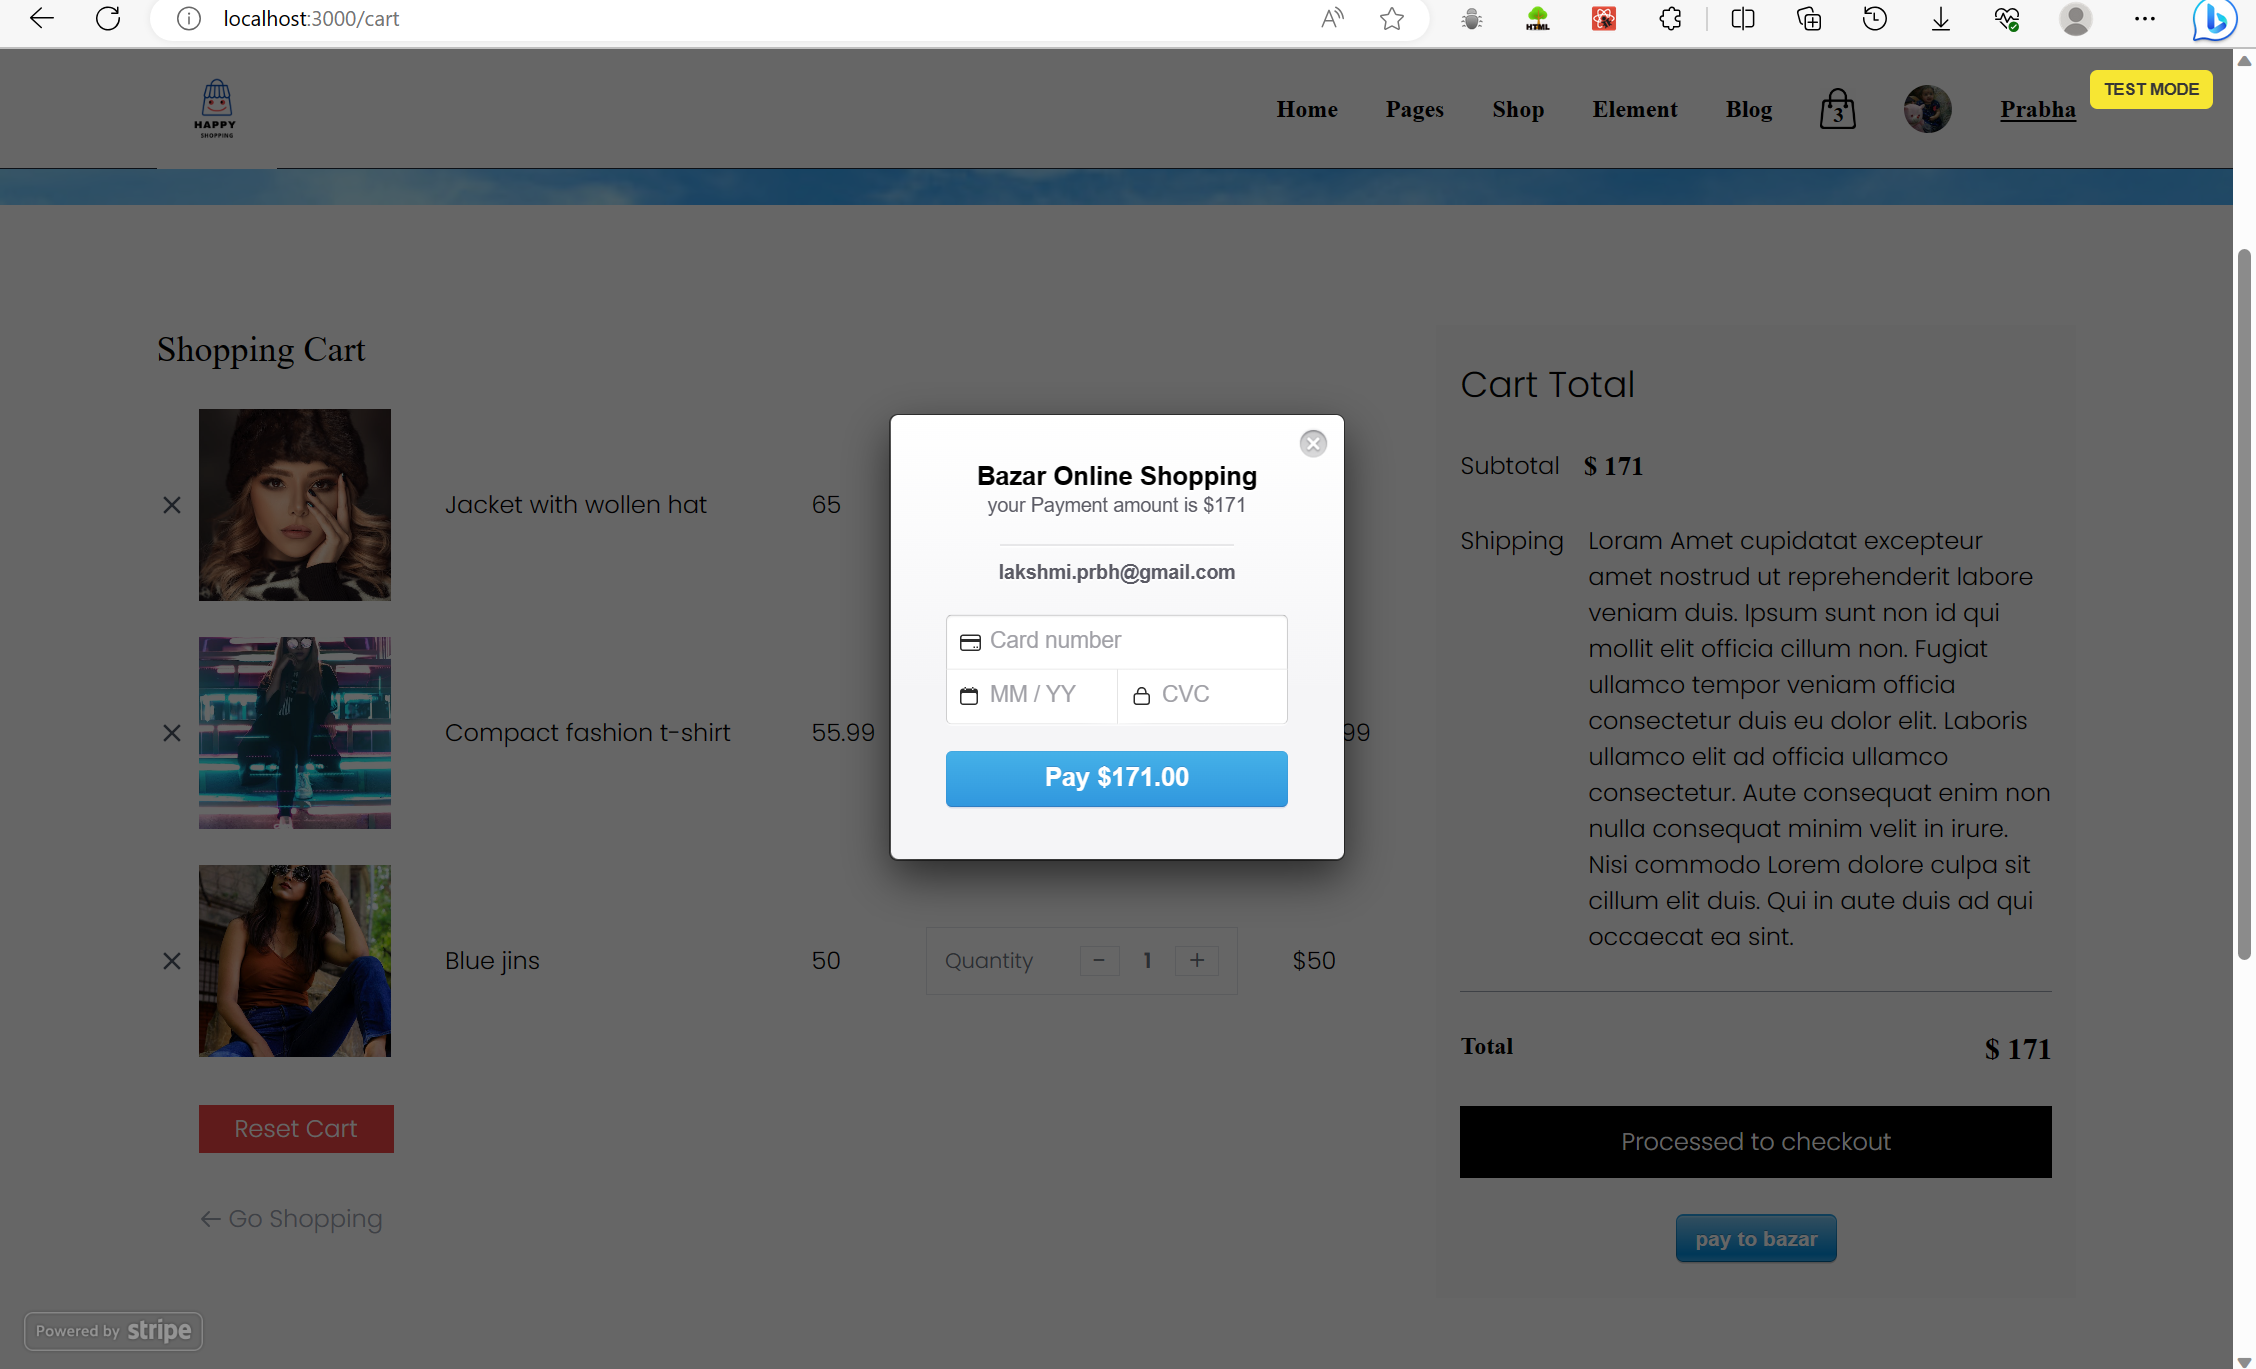 localhost:3000/cart
HTML
HAPPY
SHOPPING
Home Pages Shop Element Blog 3 Prabha
TEST MODE
Shopping Cart
Jacket with wollen hat 65
Compact fashion t-shirt 55.99 99
Blue jins 50 Quantity - 1 + $50
Reset Cart
← Go Shopping
Bazar Online Shopping
your Payment amount is $171
lakshmi.prbh@gmail.com
Card number
MM / YY CVC
Pay $171.00
Cart Total
Subtotal $ 171
Shipping Loram Amet cupidatat excepteur
amet nostrud ut reprehenderit labore
veniam duis. Ipsum sunt non id qui
mollit elit officia cillum non. Fugiat
ullamco tempor veniam officia
consectetur duis eu dolor elit. Laboris
ullamco elit ad officia ullamco
consectetur. Aute consequat enim non
nulla consequat minim velit in irure.
Nisi commodo Lorem dolore culpa sit
cillum elit duis. Qui in aute duis ad qui
occaecat ea sint.
Total $ 171
Processed to checkout
pay to bazar
Powered by stripe